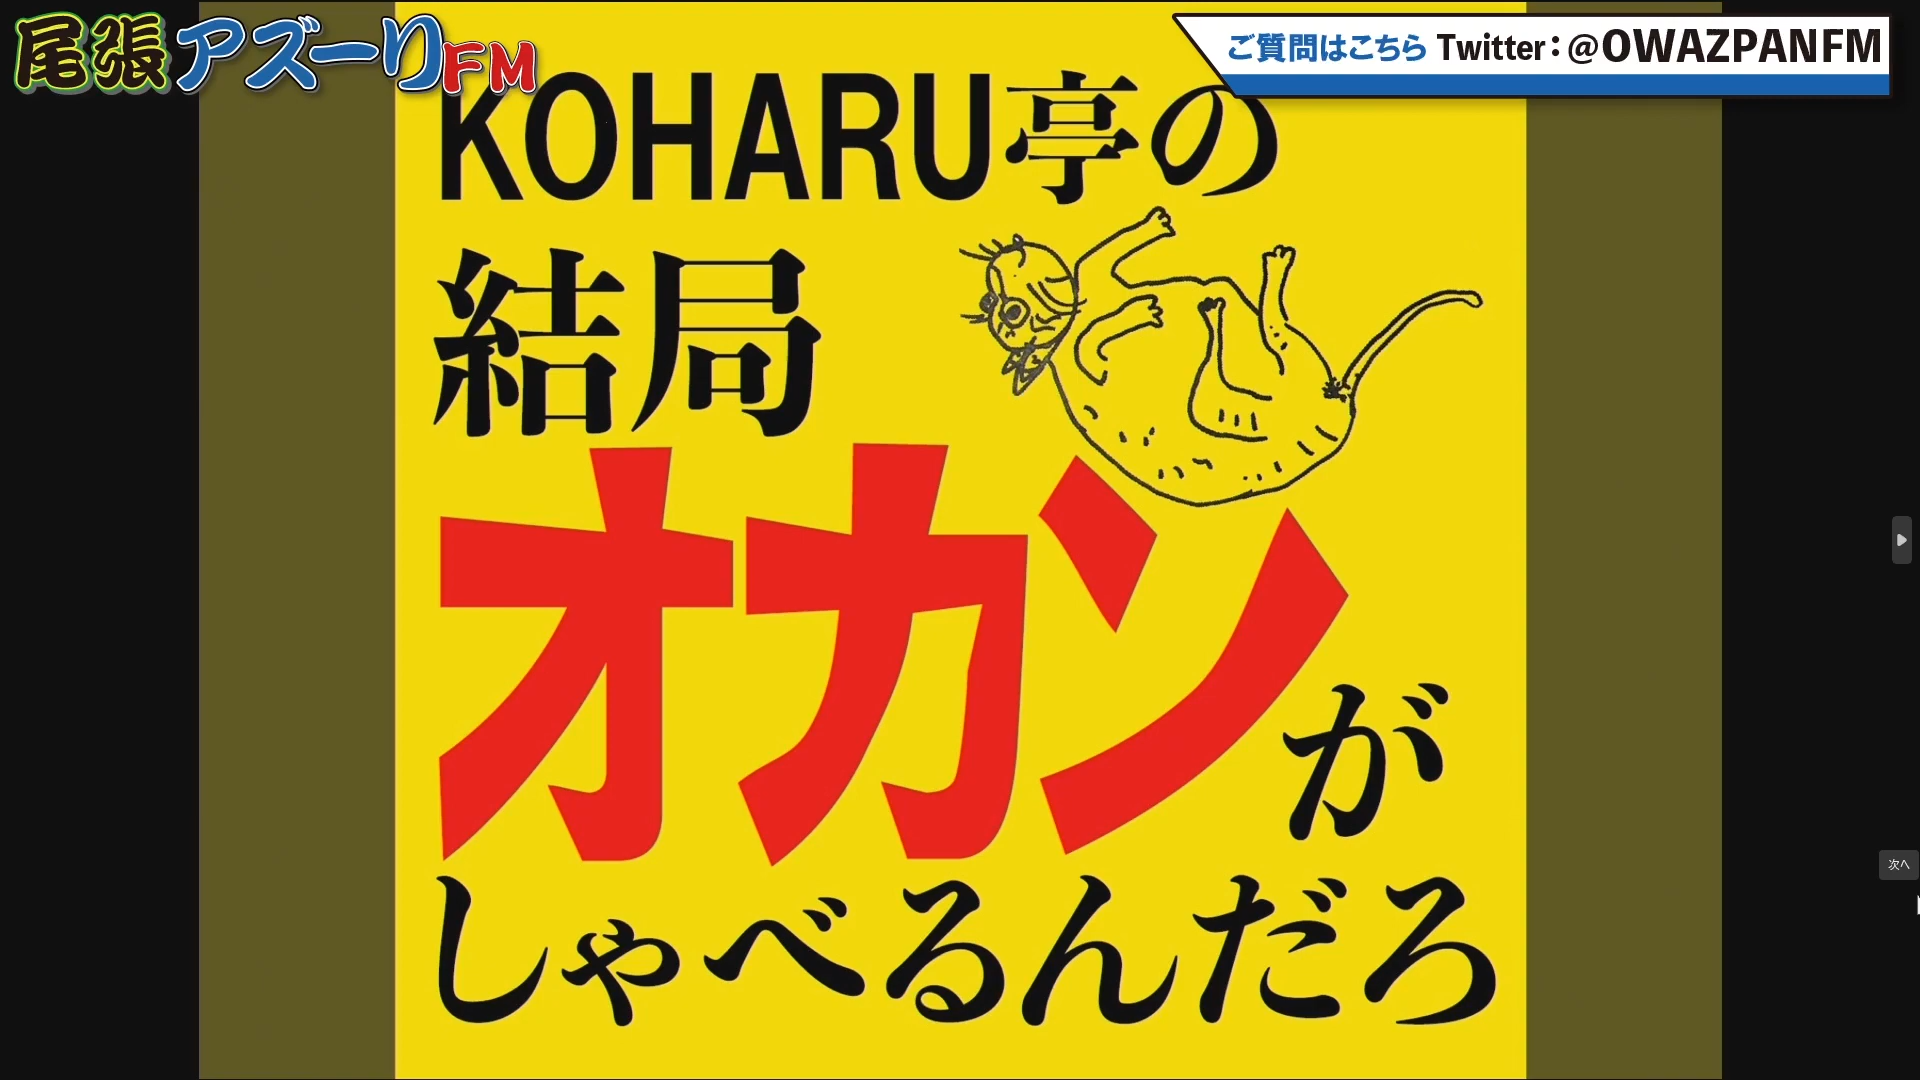 尾張アズーリFM
ご質問はこちら Twitter：@OWAZPANFM
KOHARU亭の
結局
オカンが
しゃべるんだろ
次へ